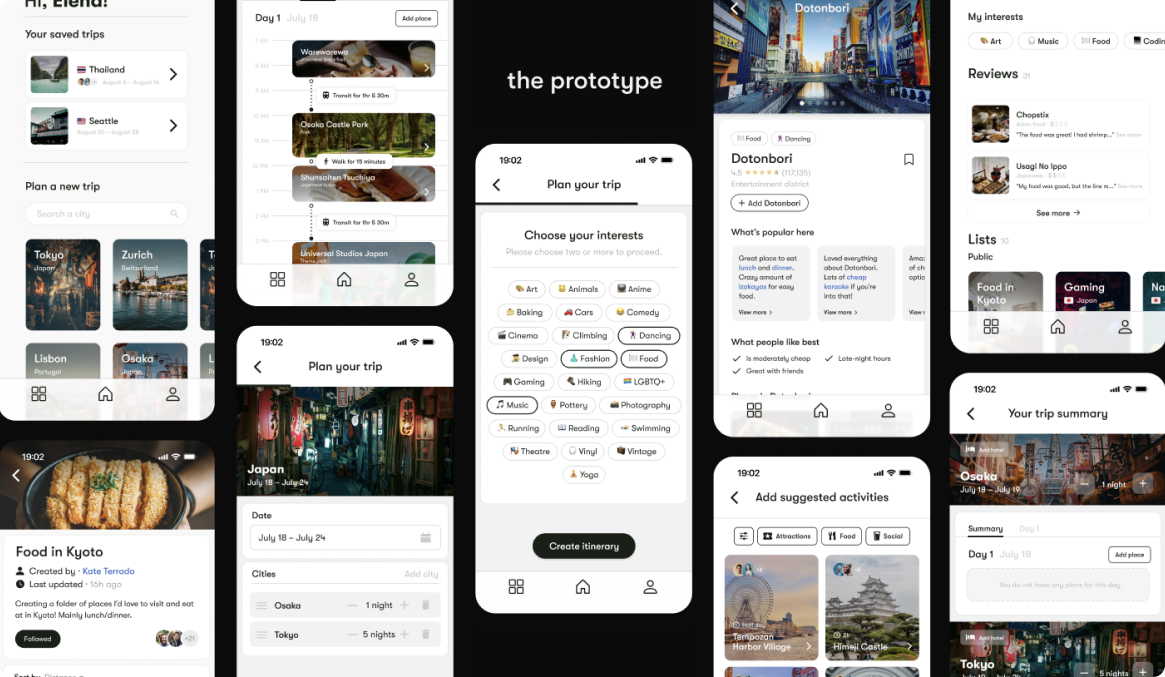 Hi, Elena!
Your saved trips
Thailand
August 5 – August 15
Seattle
August 20 – August 28
Plan a new trip
Search a city
Tokyo
Japan
Zurich
Switzerland
Lisbon
Portugal
Osaka
Japan
19:02
Food in Kyoto
Created by · Kate Terrado
Last updated · 16h ago
Creating a folder of places I'd love to visit and eat
at in Kyoto! Mainly lunch/dinner.
Followed
+21
Day 1 July 18
Add place
7 AM
8 AM
9 AM
10 AM
11 AM
12 PM
1 PM
2 PM
3 PM
Warewarewa
Japanese breakfast
Transit for 1hr & 30m
Osaka Castle Park
Park
Walk for 15 minutes
Shunsaiten Tsuchiya
Transit for 1hr & 30m
Universal Studios Japan
Theme park
19:02
Plan your trip
Japan
July 18 – July 24
Date
July 18 – July 24
Cities
Add city
Osaka
1 night
Tokyo
5 nights
the prototype
19:02
Plan your trip
Choose your interests
Please choose two or more to proceed.
Art
Animals
Anime
Baking
Cars
Comedy
Cinema
Climbing
Dancing
Design
Fashion
Food
Gaming
Hiking
LGBTQ+
Music
Pottery
Photography
Running
Reading
Swimming
Theatre
Vinyl
Vintage
Yoga
Create itinerary
Dotonbori
Food
Dancing
Dotonbori
4.5 (117,135)
Entertainment district
+ Add Dotonbori
What's popular here
Great place to eat
lunch and dinner.
Crazy amount of
izakayas for easy
food.
View more >
Loved everything
about Dotonbori.
Lots of cheap
karaoke if you're
into that!
View more >
What people like best
Is moderately cheap
Late-night hours
Great with friends
19:02
Add suggested activities
Attractions
Food
Social
Half day
Tempozan
Harbor Village
2h
Himeji Castle
My interests
Art
Music
Food
Codin
Reviews 31
Chopstix
Asian Food
"The food was great! I had shrimp..." See more
Usagi No Ippo
Japanese
"My food was good, but the line m..." See more
See more →
Lists 10
Public
Food in
Kyoto
Gaming
Japan
Na
19:02
Your trip summary
Add hotel
Osaka
July 18 – July 19
1 night
Summary
Day 1
Day 1 July 18
Add place
You do not have any plans for this day.
Add hotel
Tokyo
5 nights